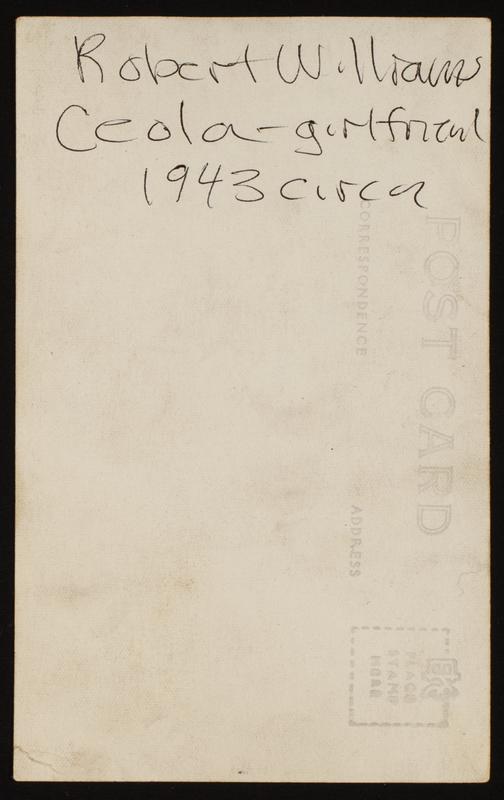 Robert Williams
Ceola - girlfriend
1943 circa
POST CARD
CORRESPONDENCE
ADDRESS
PLACE
STAMP
HERE